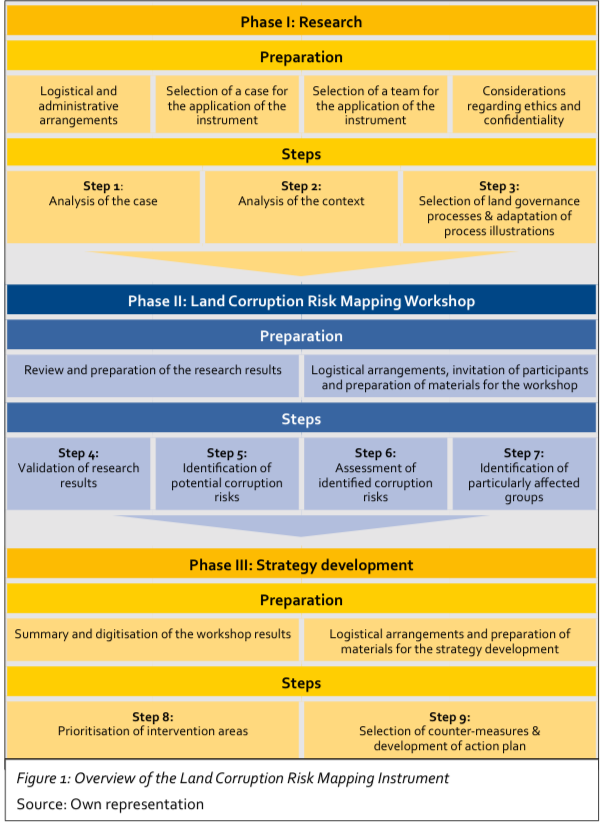 Phase I: Research
Preparation
Logistical and
administrative
arrangements
Selection of a case for
the application of the
instrument
Selection of a team for
the application of the
instrument
Considerations
regarding ethics and
confidentiality
Steps
Step 1:
Analysis of the case
Step 2:
Analysis of the context
Step 3:
Selection of land governance
processes & adaptation of
process illustrations
Phase II: Land Corruption Risk Mapping Workshop
Preparation
Review and preparation of the research results
Logistical arrangements, invitation of participants
and preparation of materials for the workshop
Steps
Step 4:
Validation of research
results
Step 5:
Identification of
potential corruption
risks
Step 6:
Assessment of
identified corruption
risks
Step 7:
Identification of
particularly affected
groups
Phase III: Strategy development
Preparation
Summary and digitisation of the workshop results
Logistical arrangements and preparation of
materials for the strategy development
Steps
Step 8:
Prioritisation of intervention areas
Step 9:
Selection of counter-measures &
development of action plan
Figure 1: Overview of the Land Corruption Risk Mapping Instrument
Source: Own representation